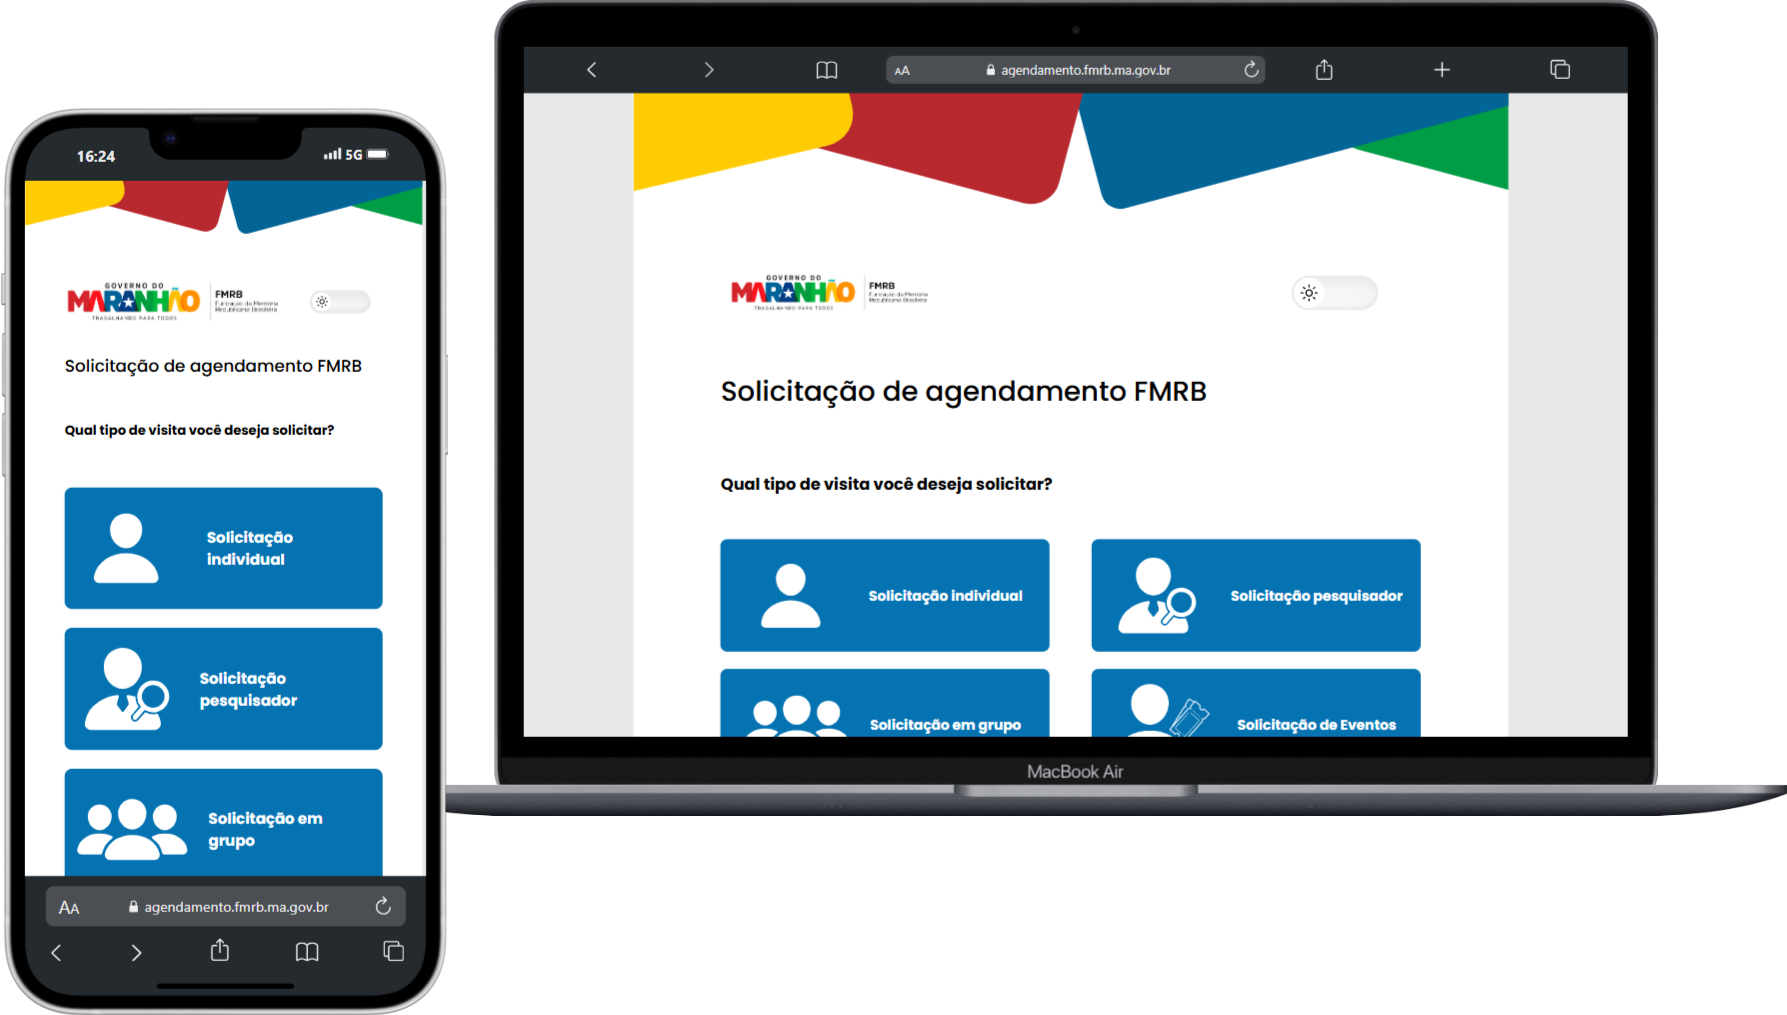 16:24
5G
GOVERNO DO
MARANHÃO
TRABALHANDO PARA TODOS
FMRB
Fundação da Memória
Republicana Brasileira
Solicitação de agendamento FMRB
Qual tipo de visita você deseja solicitar?
Solicitação
individual
Solicitação
pesquisador
Solicitação em
grupo
AA
agendamento.fmrb.ma.gov.br
AA
agendamento.fmrb.ma.gov.br
GOVERNO DO
MARANHÃO
TRABALHANDO PARA TODOS
FMRB
Fundação da Memória
Republicana Brasileira
Solicitação de agendamento FMRB
Qual tipo de visita você deseja solicitar?
Solicitação individual
Solicitação pesquisador
Solicitação em grupo
Solicitação de Eventos
MacBook Air